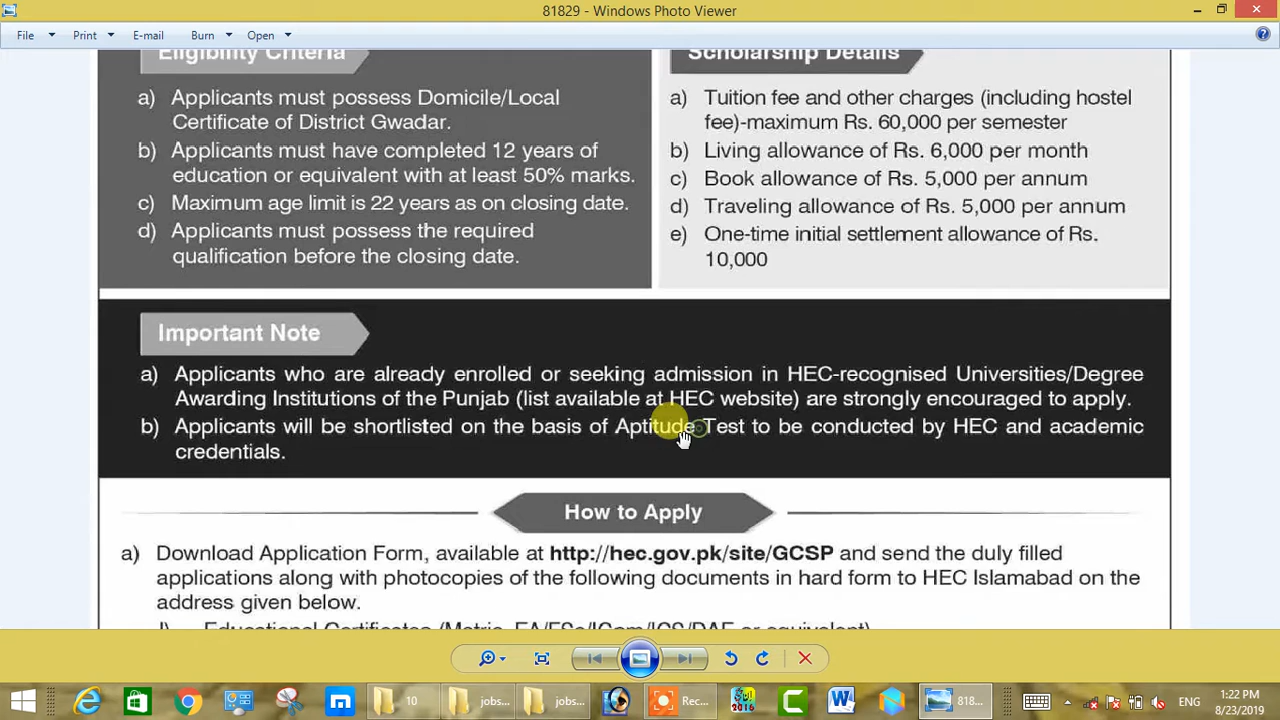 81829 - Windows Photo Viewer
File Print E-mail Burn Open
Eligibility Criteria
a) Applicants must possess Domicile/Local
Certificate of District Gwadar.
b) Applicants must have completed 12 years of
education or equivalent with at least 50% marks.
c) Maximum age limit is 22 years as on closing date.
d) Applicants must possess the required
qualification before the closing date.
Scholarship Details
a) Tuition fee and other charges (including hostel
fee)-maximum Rs. 60,000 per semester
b) Living allowance of Rs. 6,000 per month
c) Book allowance of Rs. 5,000 per annum
d) Traveling allowance of Rs. 5,000 per annum
e) One-time initial settlement allowance of Rs.
10,000
Important Note
a) Applicants who are already enrolled or seeking admission in HEC-recognised Universities/Degree
Awarding Institutions of the Punjab (list available at HEC website) are strongly encouraged to apply.
b) Applicants will be shortlisted on the basis of Aptitude Test to be conducted by HEC and academic
credentials.
How to Apply
a) Download Application Form, available at http://hec.gov.pk/site/GCSP and send the duly filled
applications along with photocopies of the following documents in hard form to HEC Islamabad on the
address given below.
I) Educational Certificates (Matric, FA/FSc/ICom/ICS/DAE or equivalent)
10 jobs... jobs... Rec... 818...
1:22 PM
8/23/2019